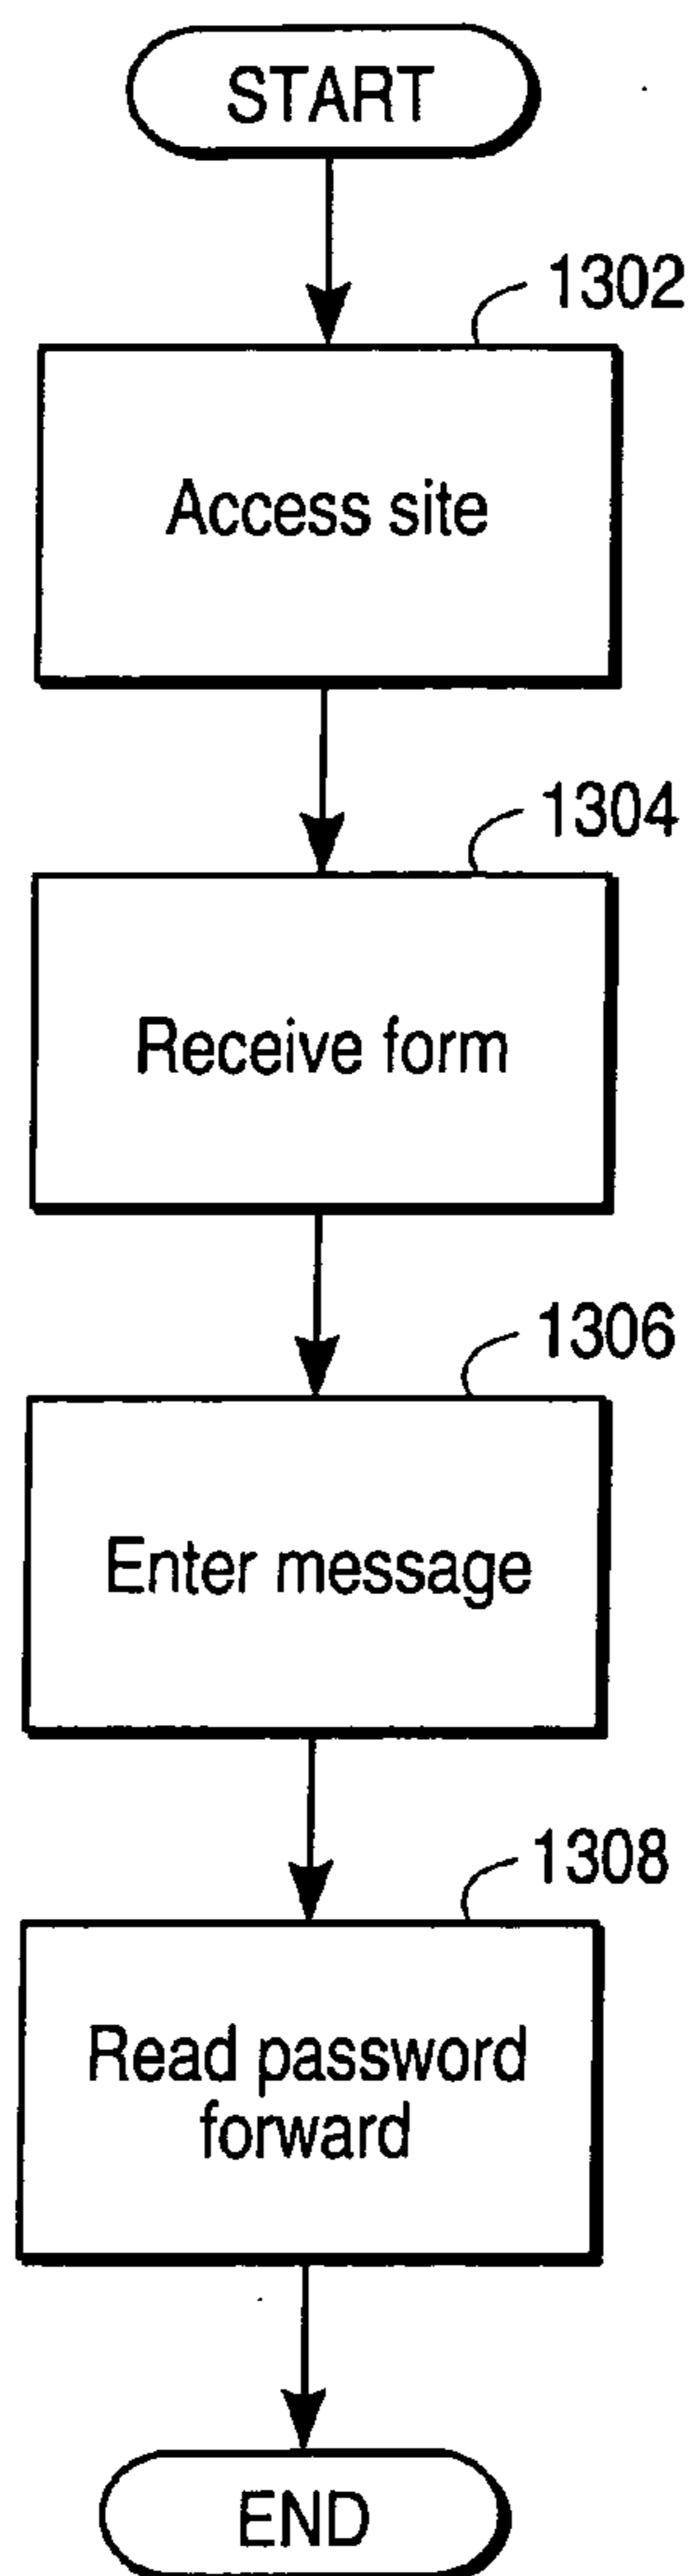 START
1302
Access site
1304
Receive form
1306
Enter message
1308
Read password
forward
END